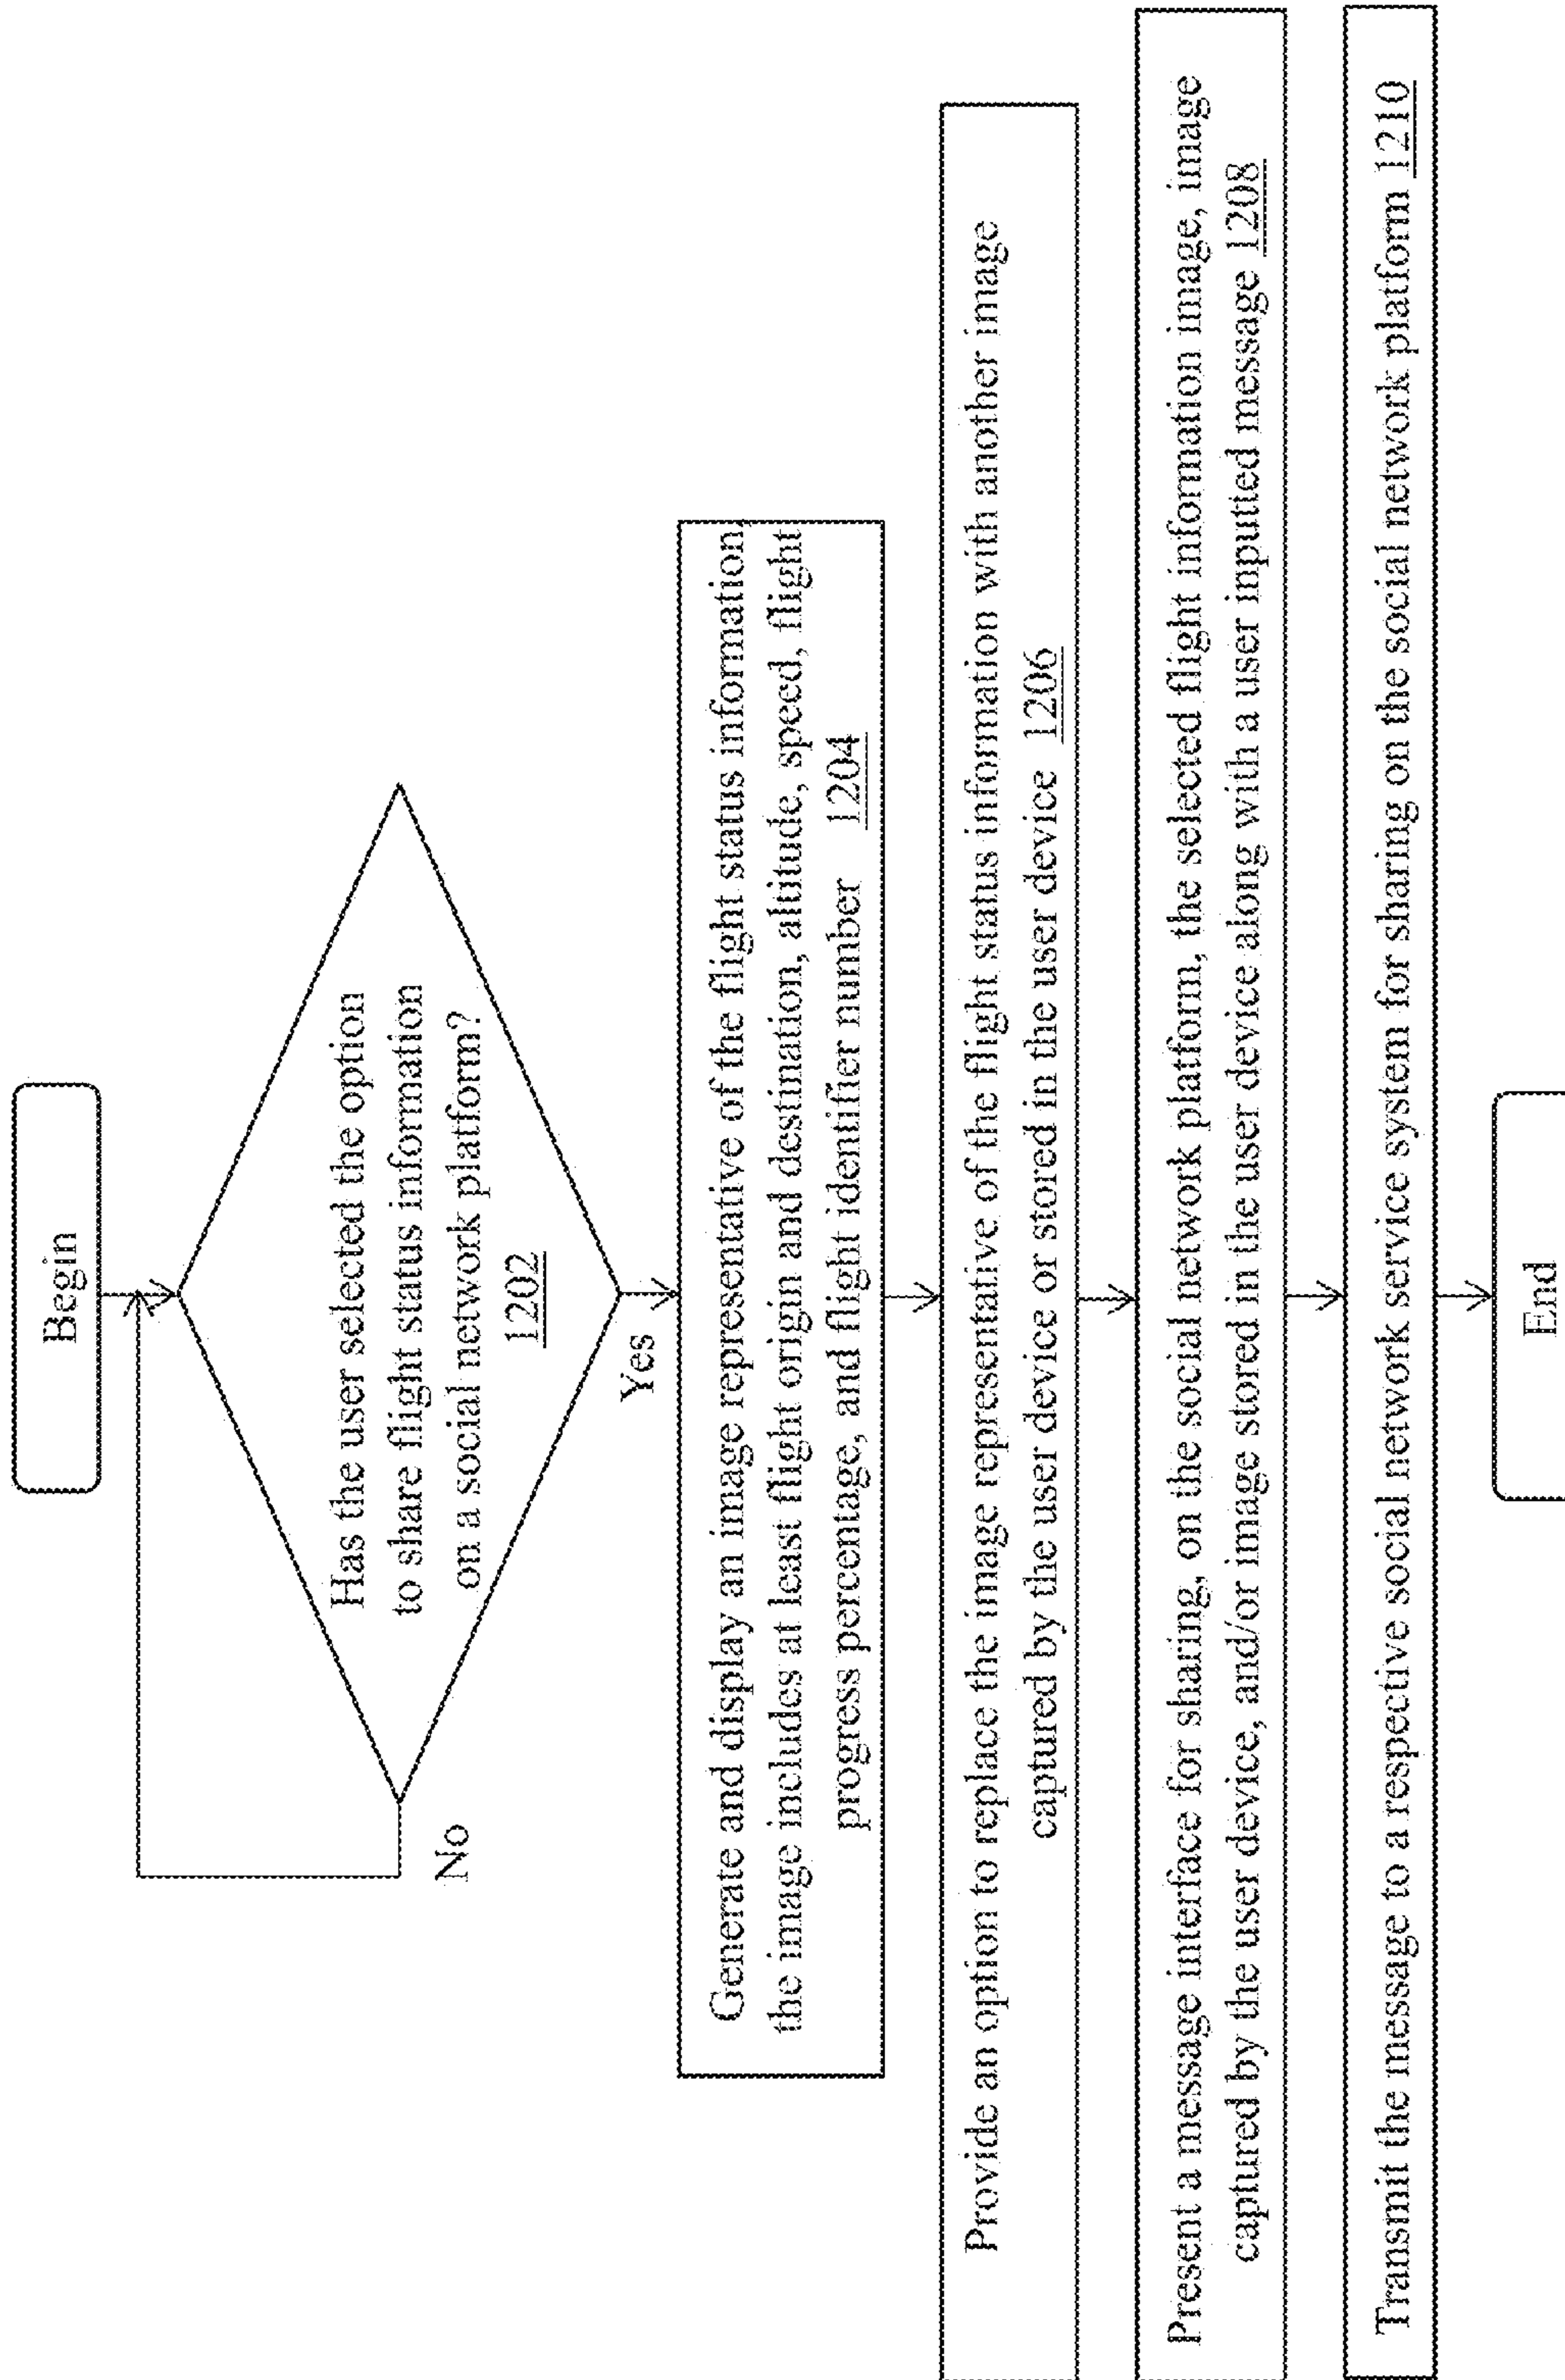 Begin
Has the user selected the option
to share flight status information
on a social network platform?
1202
No
Yes
Generate and display an image representative of the flight status information
the image includes at least flight origin and destination, altitude, speed, flight
progress percentage, and flight identifier number 1204
Provide an option to replace the image representative of the flight status information with another image
captured by the user device or stored in the user device 1206
Present a message interface for sharing, on the social network platform, the selected flight information image, image
captured by the user device, and/or image stored in the user device along with a user inputted message 1208
Transmit the message to a respective social network service system for sharing on the social network platform 1210
End